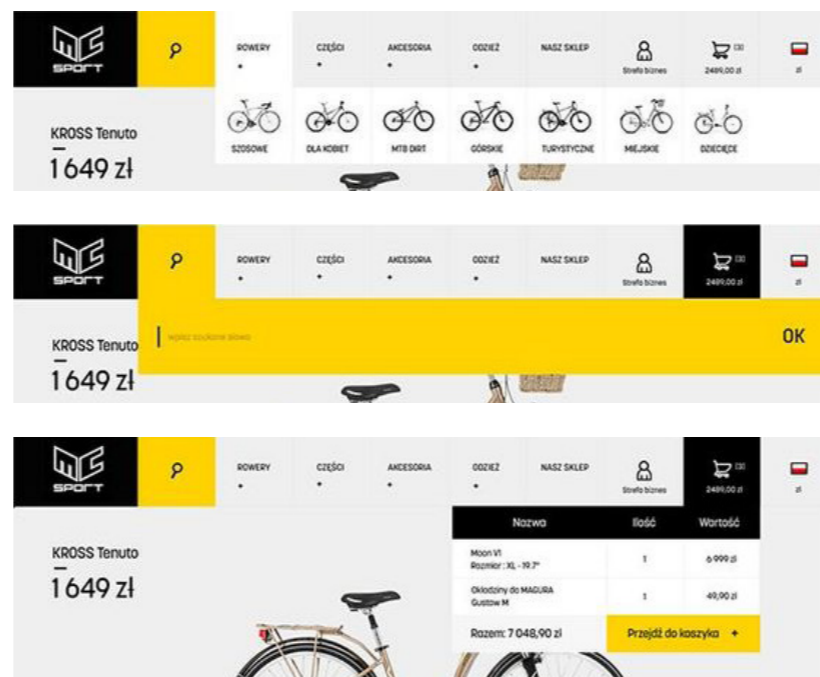 SPORT
ROWERY CZĘŚCI AKCESORIA ODZIEŻ NASZ SKLEP
+ + + +
Strefa biznes 2489,00 zł zł
SZOSOWE DLA KOBIET MTB DIRT GÓRSKIE TURYSTYCZNE MIEJSKIE DZIECIĘCE
KROSS Tenuto
1 649 zł
SPORT
ROWERY CZĘŚCI AKCESORIA ODZIEŻ NASZ SKLEP
+ + + +
Strefa biznes 2489,00 zł zł
wpisz szukane słowo OK
KROSS Tenuto
1 649 zł
SPORT
ROWERY CZĘŚCI AKCESORIA ODZIEŻ NASZ SKLEP
+ + + +
Strefa biznes 2489,00 zł zł
Nazwa Ilość Wartość
KROSS Tenuto
1 649 zł
Moon V1
Rozmiar : XL - 19.7" 1 6 999 zł
Okładziny do MAGURA
Gustaw M 1 49,90 zł
Razem: 7 048,90 zł Przejdź do koszyka +